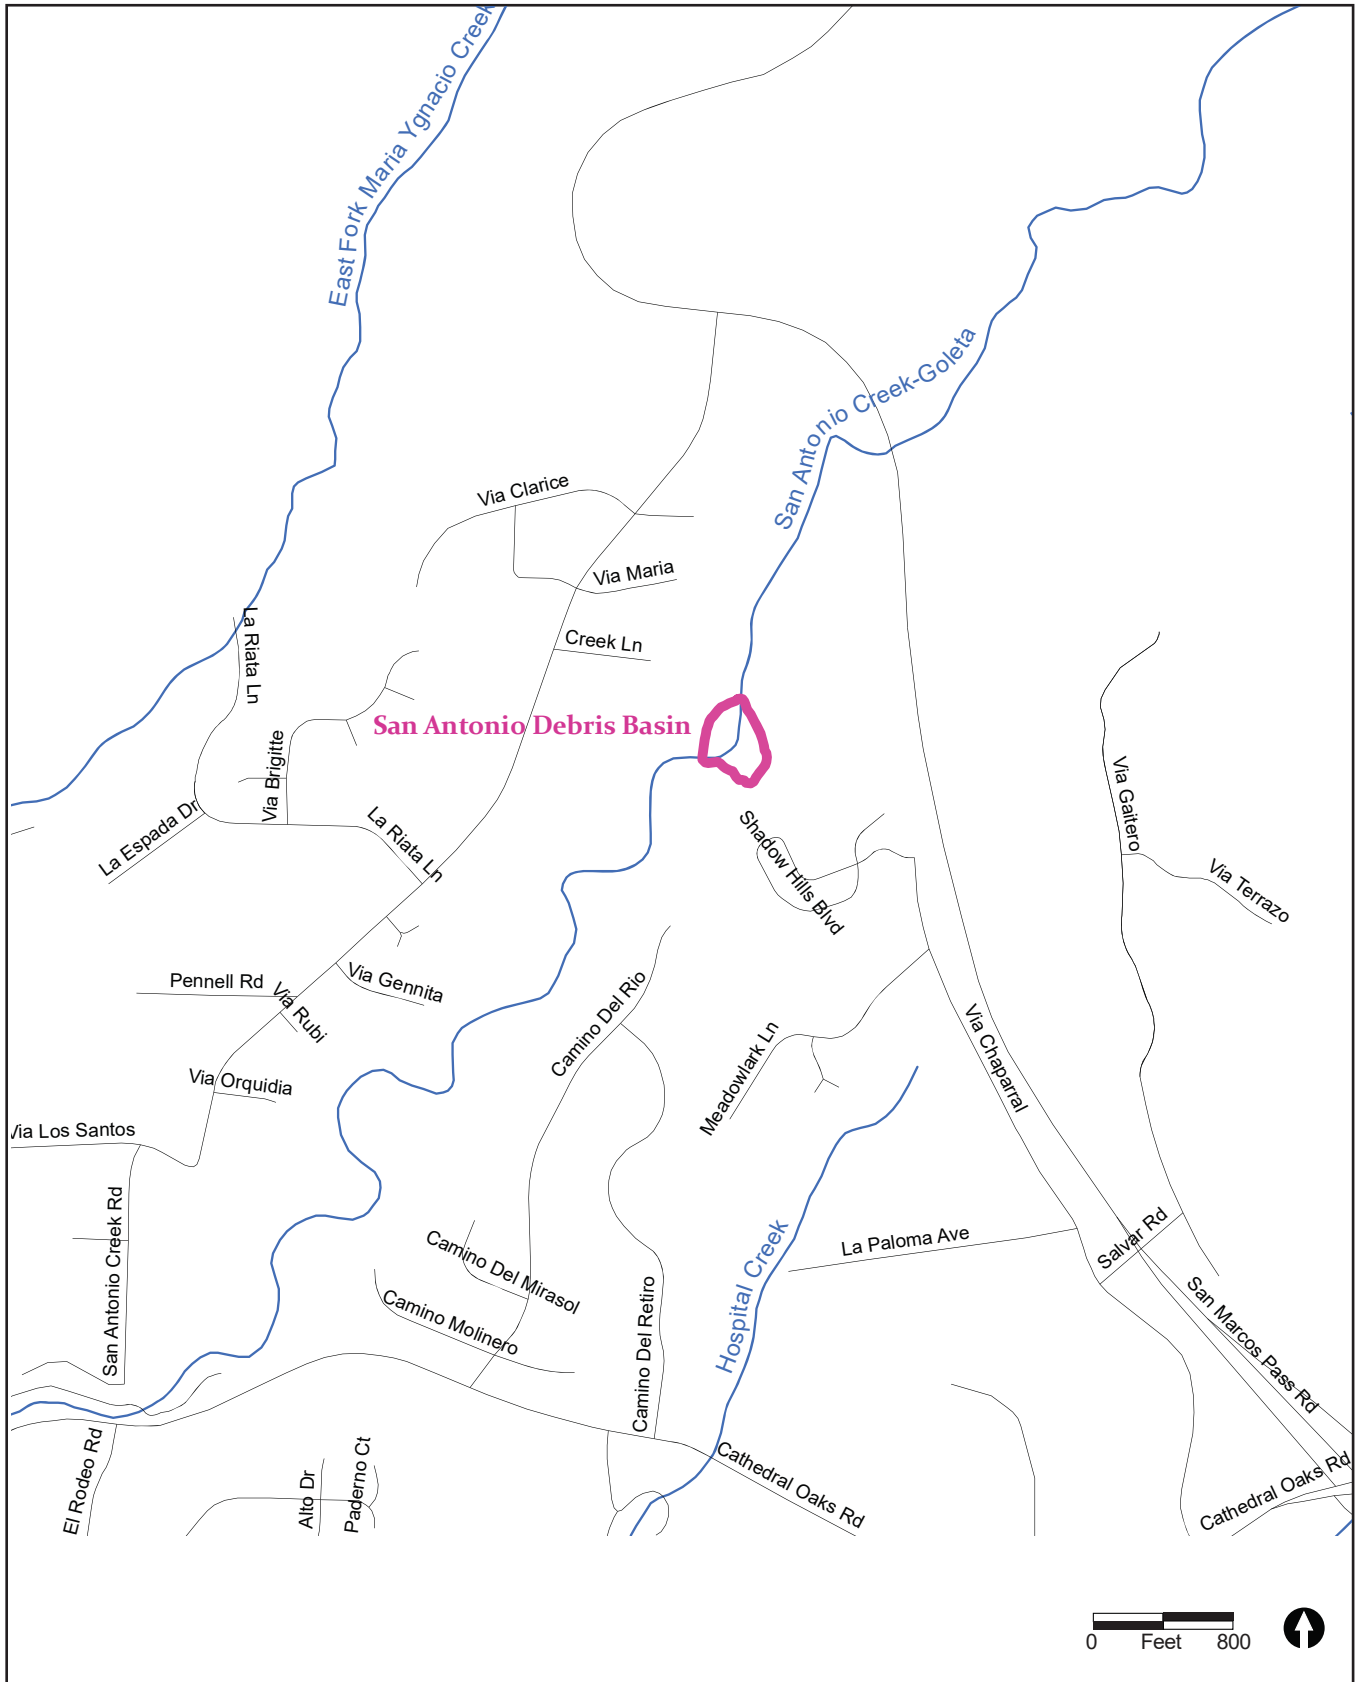 East Fork Maria Ygnacio Creek
San Antonio Creek-Goleta
Via Clarice
Via Maria
Creek Ln
La Riata Ln
San Antonio Debris Basin
Via Brigitte
Via Gaitero
La Espada Dr
La Riata Ln
Shadow Hills Blvd
Via Terrazo
Pennell Rd
Via Gennita
Via Rubi
Camino Del Rio
Via Chaparral
Meadowlark Ln
Via Orquidia
Via Los Santos
San Antonio Creek Rd
Camino Del Mirasol
Camino Molinero
Camino Del Retiro
Hospital Creek
La Paloma Ave
Salvar Rd
San Marcos Pass Rd
El Rodeo Rd
Alto Dr
Paderno Ct
Cathedral Oaks Rd
Cathedral Oaks Rd
0 Feet 800